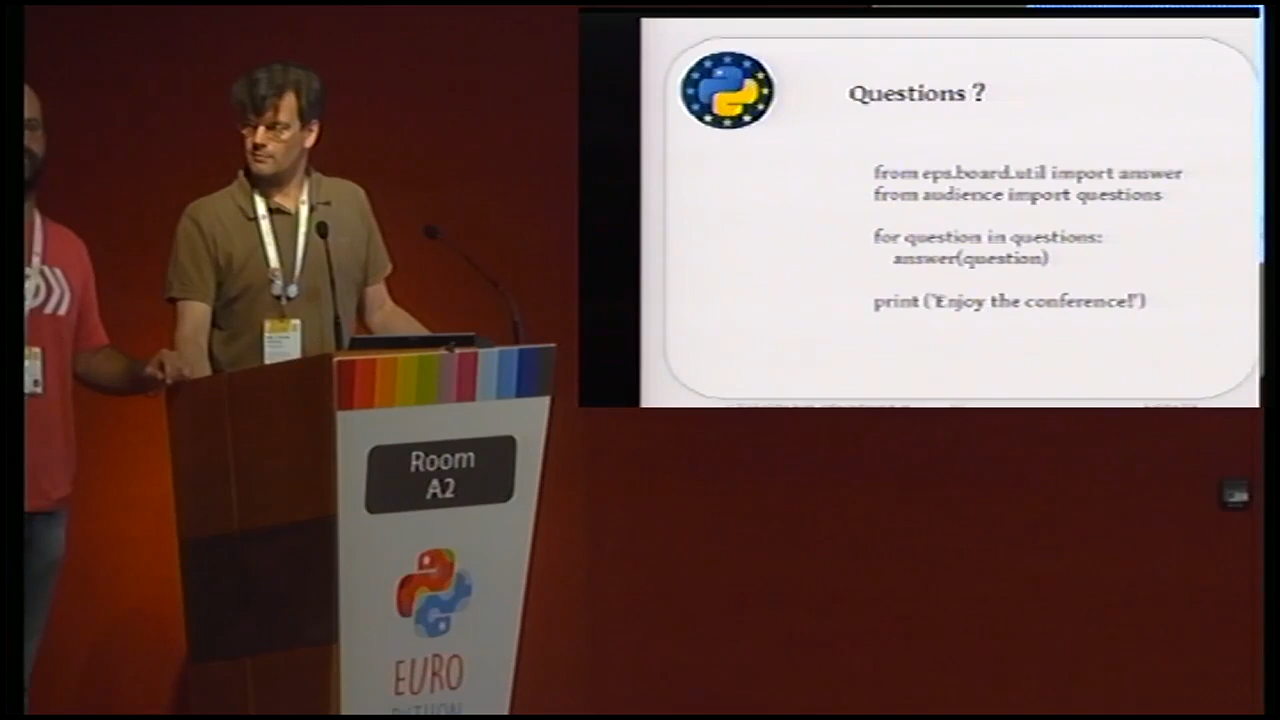 Questions ?
from eps.board.util import answer
from audience import questions
for question in questions:
answer(question)
print ('Enjoy the conference!')
Room
A2
EURO
PYTHON